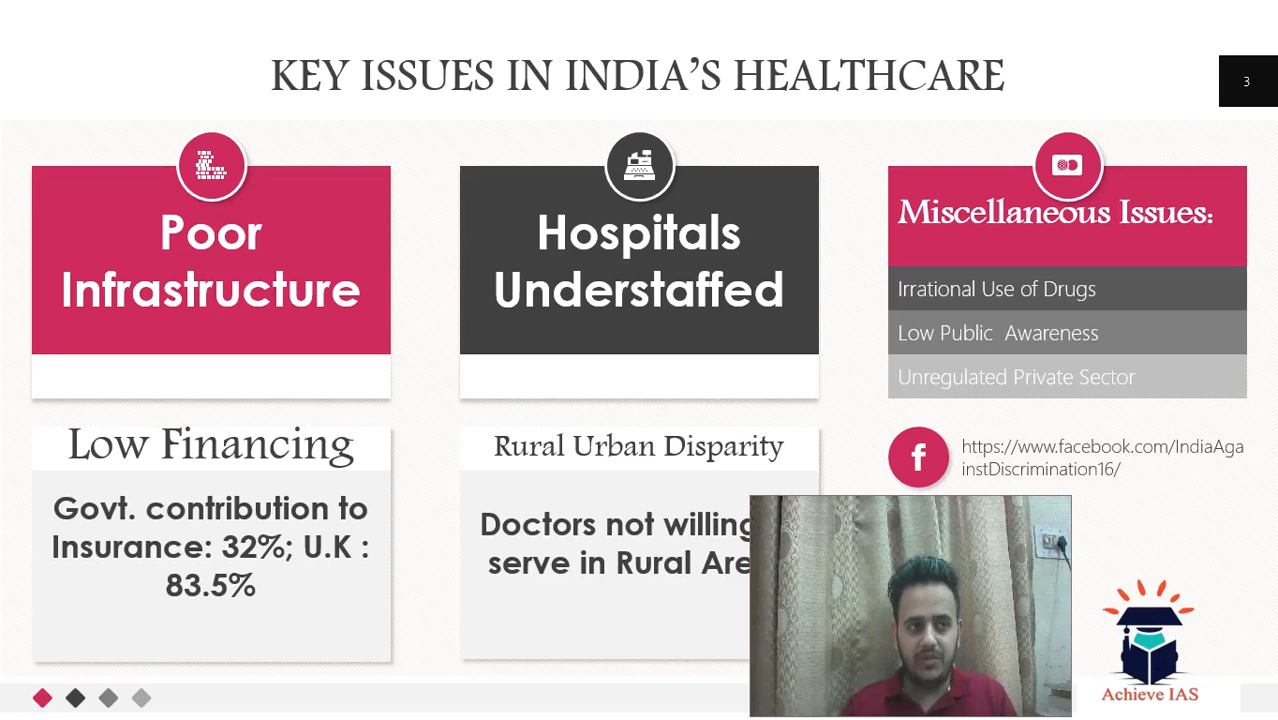 KEY ISSUES IN INDIA’S HEALTHCARE
3
Poor
Infrastructure
Hospitals
Understaffed
Miscellaneous Issues:
Irrational Use of Drugs
Low Public Awareness
Unregulated Private Sector
Low Financing
Govt. contribution to
Insurance: 32%; U.K :
83.5%
Rural Urban Disparity
Doctors not willing
serve in Rural
f
https://www.facebook.com/IndiaAga
instDiscrimination16/
Achieve IAS